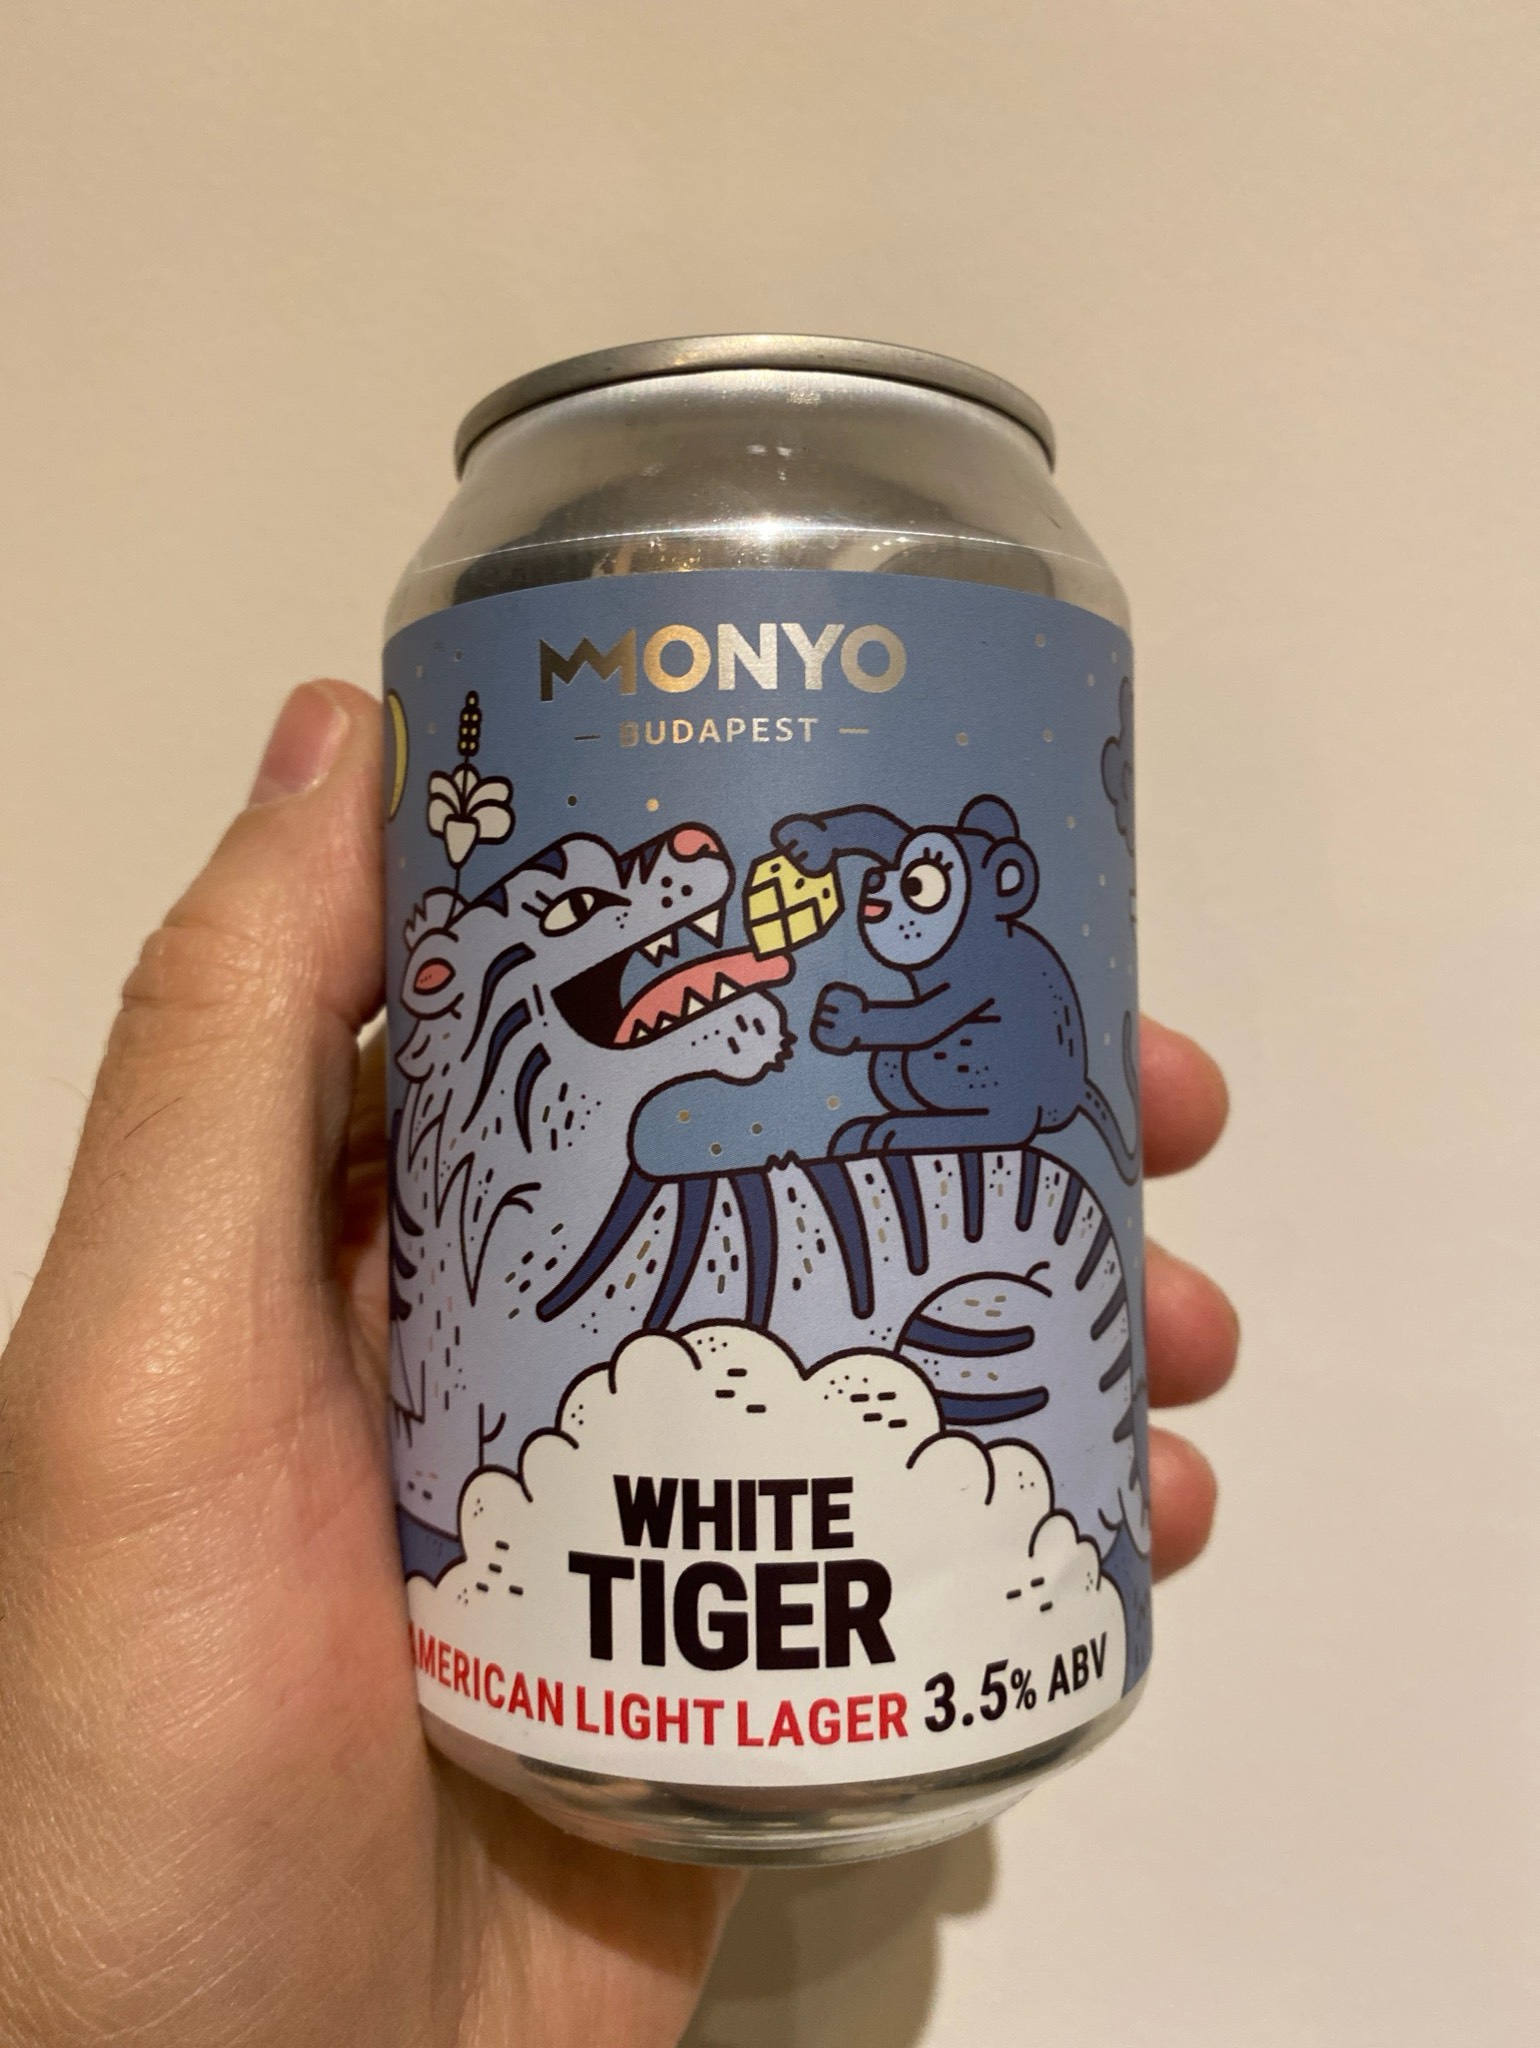 MONYO
— BUDAPEST —
WHITE
TIGER
AMERICAN LIGHT LAGER 3.5% ABV